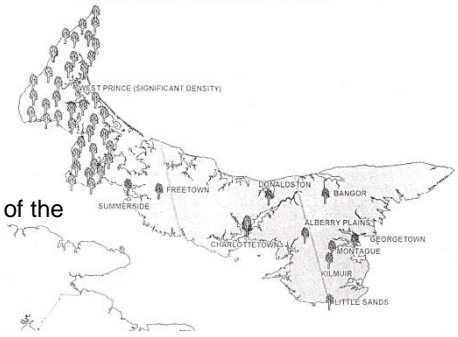 WEST PRINCE (SIGNIFICANT DENSITY)
FREETOWN
DONALDSTON
BANGOR
SUMMERSIDE
of the
ALBERRY PLAINS
CHARLOTTETOWN
GEORGETOWN
MONTAGUE
KILMUIR
LITTLE SANDS